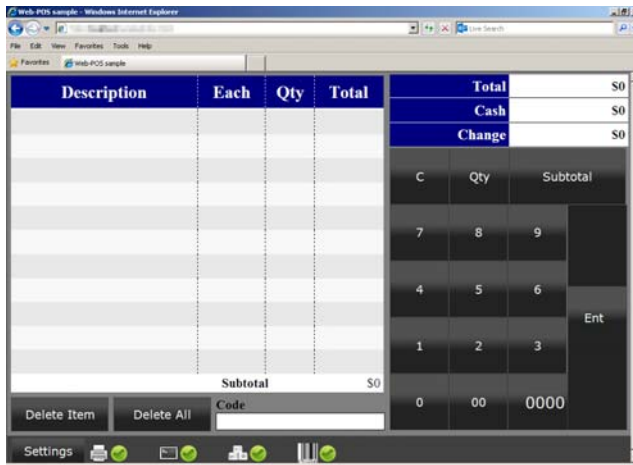 Web-POS sample - Windows Internet Explorer
Live Search
File Edit View Favorites Tools Help
Favorites Web-POS sample
Description Each Qty Total
Total $0
Cash $0
Change $0
C Qty Subtotal
7 8 9
4 5 6
Ent
1 2 3
0 00 0000
Subtotal $0
Delete Item Delete All Code
Settings